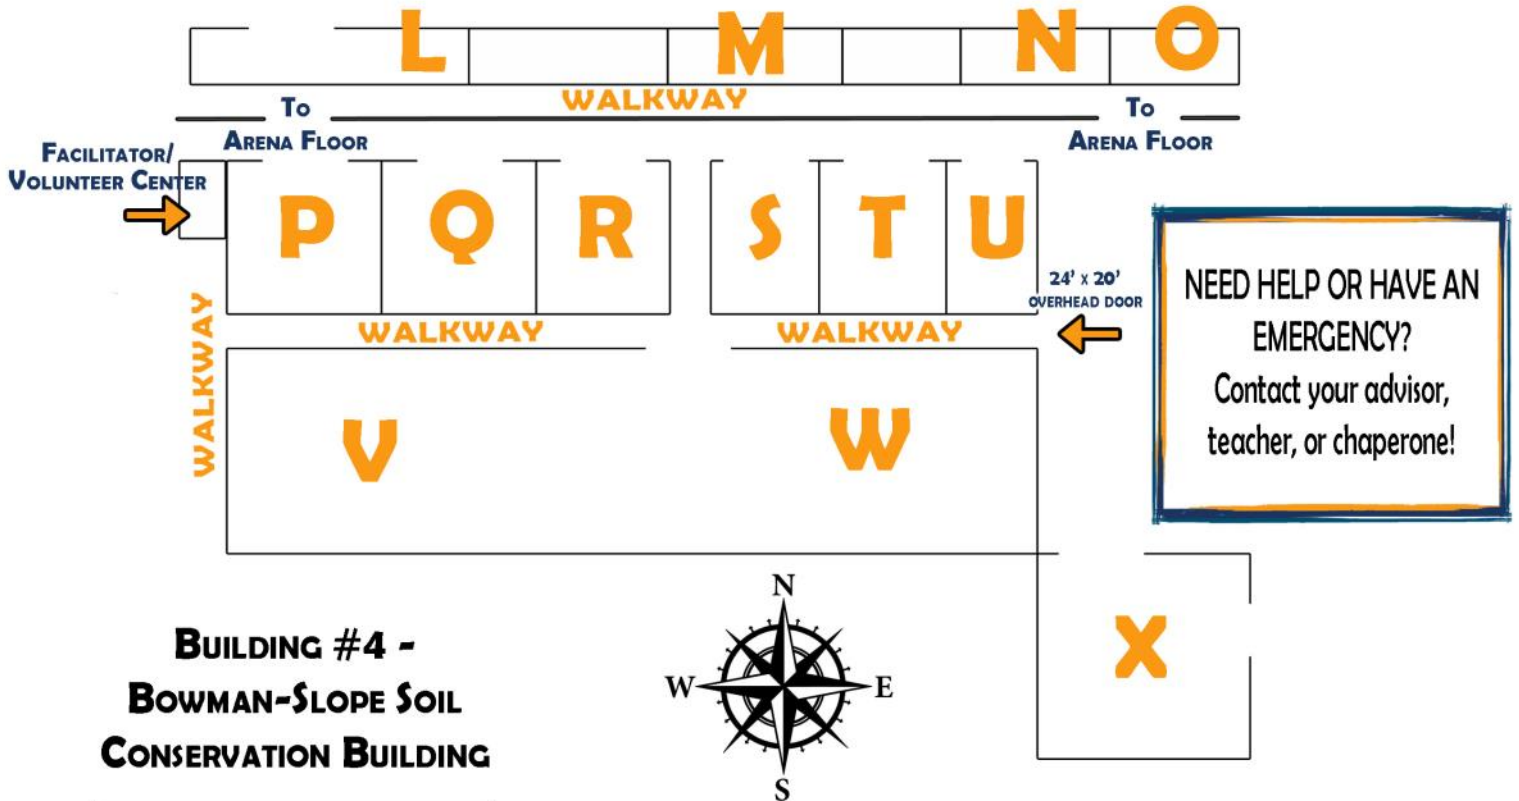 L M N O
WALKWAY
To
Arena Floor
To
Arena Floor
Facilitator/
Volunteer Center
P Q R S T U
24' x 20'
Overhead Door
WALKWAY
WALKWAY
WALKWAY
V W
NEED HELP OR HAVE AN
EMERGENCY?
Contact your advisor,
teacher, or chaperone!
X
Building #4 -
Bowman-Slope Soil
Conservation Building
N
W E
S